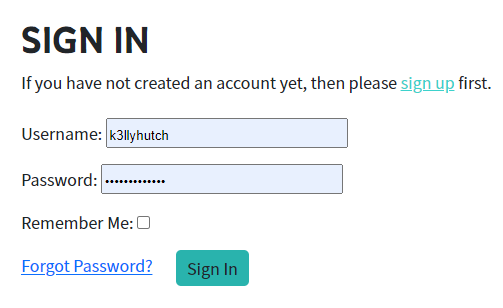 SIGN IN
If you have not created an account yet, then please sign up first.
Username: k3llyhutch
Password: •••••••••••••
Remember Me:
Forgot Password? Sign In